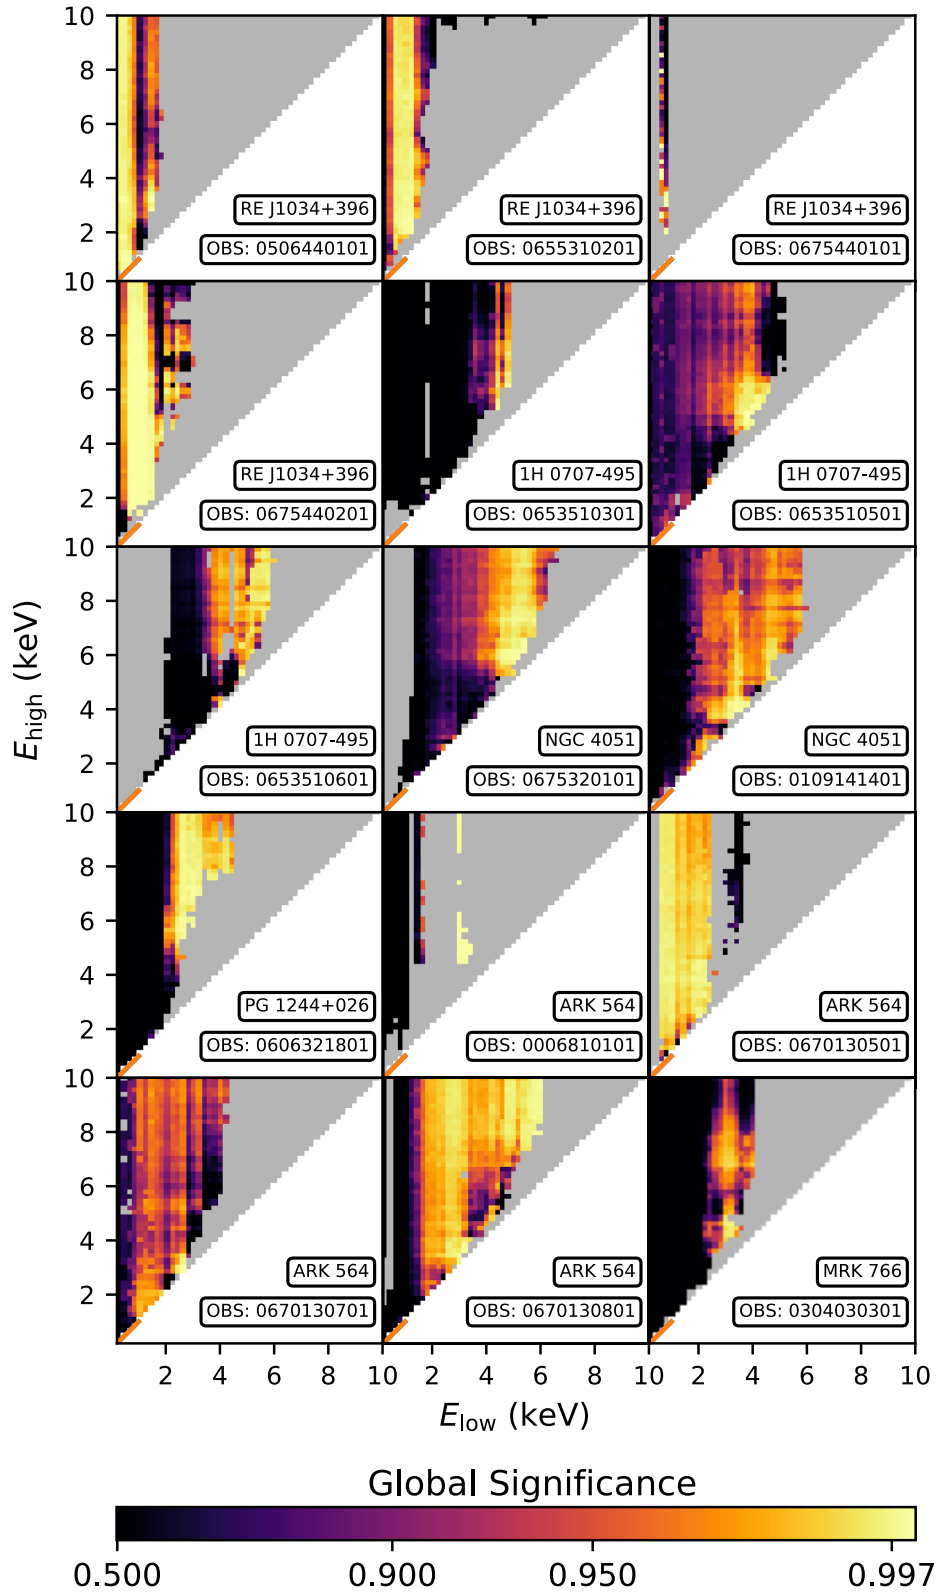 10
8
6
4
2
RE J1034+396
OBS: 0506440101
RE J1034+396
OBS: 0655310201
RE J1034+396
OBS: 0675440101
10
8
6
4
2
RE J1034+396
OBS: 0675440201
1H 0707-495
OBS: 0653510301
1H 0707-495
OBS: 0653510501
E_high (keV)
10
8
6
4
2
1H 0707-495
OBS: 0653510601
NGC 4051
OBS: 0675320101
NGC 4051
OBS: 0109141401
10
8
6
4
2
PG 1244+026
OBS: 0606321801
ARK 564
OBS: 0006810101
ARK 564
OBS: 0670130501
10
8
6
4
2
ARK 564
OBS: 0670130701
ARK 564
OBS: 0670130801
MRK 766
OBS: 0304030301
2 4 6 8 10 2 4 6 8 10 2 4 6 8 10
E_low (keV)
Global Significance
0.500 0.900 0.950 0.997